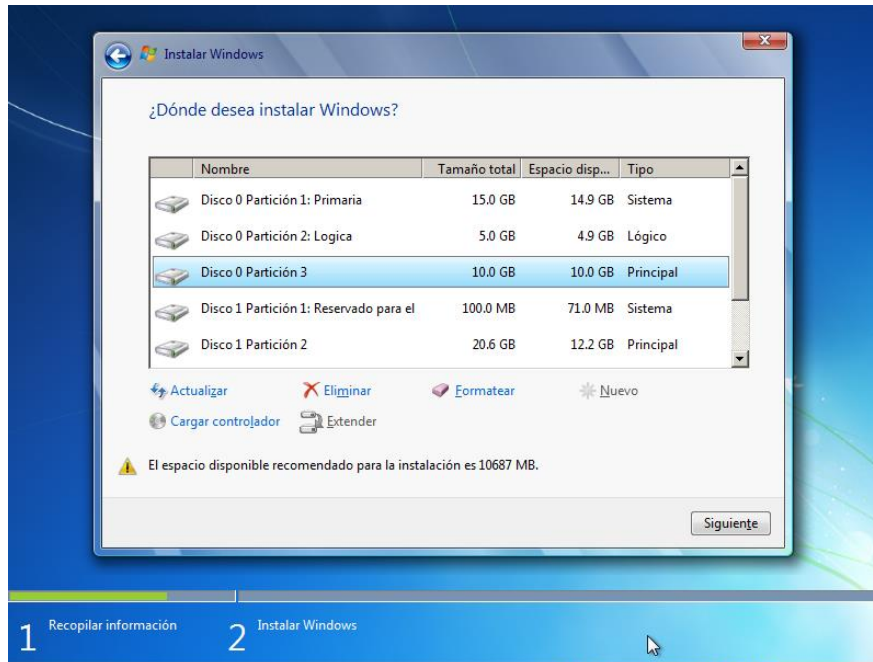 Instalar Windows
¿Dónde desea instalar Windows?
Nombre Tamaño total Espacio disp... Tipo
Disco 0 Partición 1: Primaria 15.0 GB 14.9 GB Sistema
Disco 0 Partición 2: Logica 5.0 GB 4.9 GB Lógico
Disco 0 Partición 3 10.0 GB 10.0 GB Principal
Disco 1 Partición 1: Reservado para el 100.0 MB 71.0 MB Sistema
Disco 1 Partición 2 20.6 GB 12.2 GB Principal
Actualizar Eliminar Formatear Nuevo
Cargar controlador Extender
El espacio disponible recomendado para la instalación es 10687 MB.
Siguiente
1 Recopilar información 2 Instalar Windows